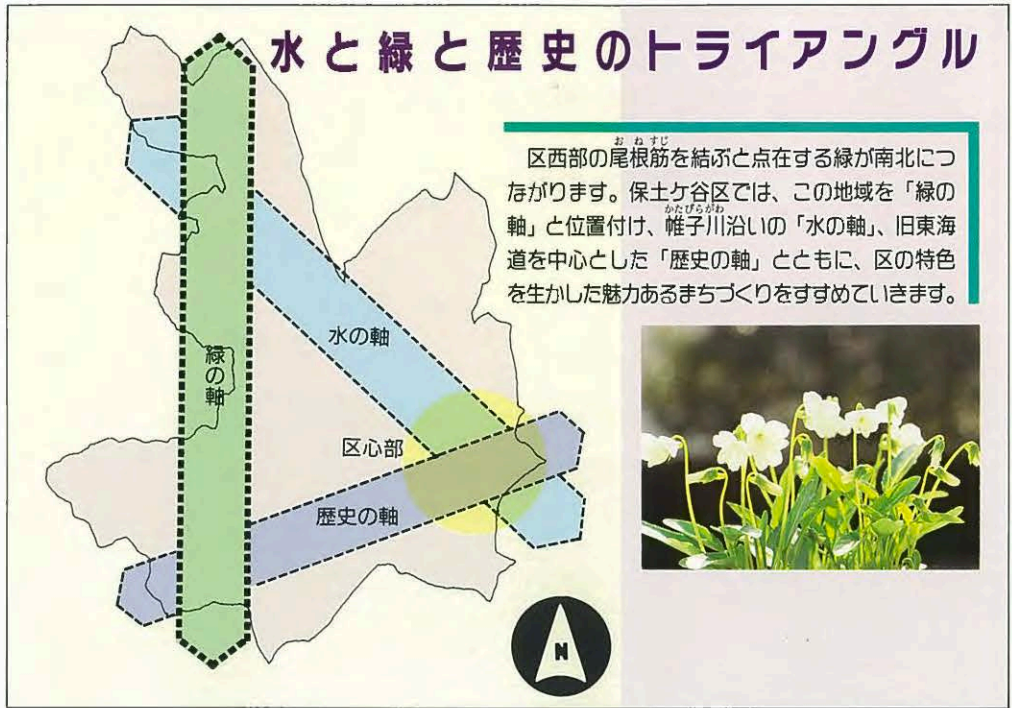 水と緑と歴史のトライアングル
区西部の尾根筋を結ぶと点在する緑が南北につ
ながります。保土ケ谷区では、この地域を「緑の
軸」と位置付け、帷子川沿いの「水の軸」、旧東海
道を中心とした「歴史の軸」とともに、区の特色
を生かした魅力あるまちづくりをすすめていきます。
おねすじ
かたびらがわ
水の軸
緑の軸
区心部
歴史の軸
N